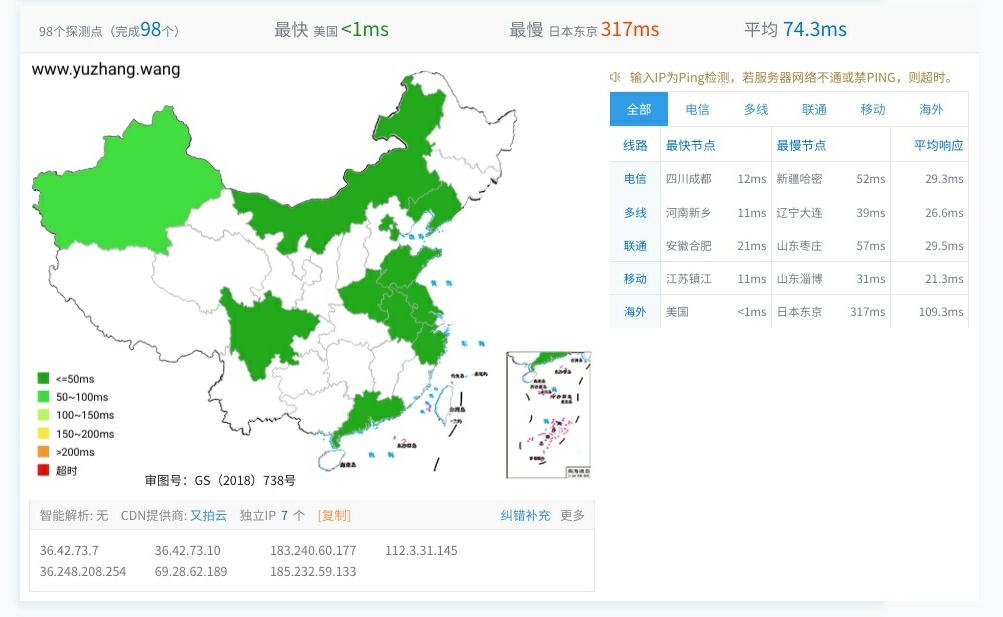 98个探测点（完成98个）
最快 美国 <1ms
最慢 日本东京 317ms
平均 74.3ms
www.yuzhang.wang
<=50ms
50~100ms
100~150ms
150~200ms
>200ms
超时
审图号：GS（2018）738号
输入IP为Ping检测，若服务器网络不通或禁PING，则超时。
全部 电信 多线 联通 移动 海外
线路 最快节点 最慢节点 平均响应
电信 四川成都 12ms 新疆哈密 52ms 29.3ms
多线 河南新乡 11ms 辽宁大连 39ms 26.6ms
联通 安徽合肥 21ms 山东枣庄 57ms 29.5ms
移动 江苏镇江 11ms 山东淄博 31ms 21.3ms
海外 美国 <1ms 日本东京 317ms 109.3ms
智能解析: 无 CDN提供商: 又拍云 独立IP 7 个 [复制] 纠错补充 更多
36.42.73.7 36.42.73.10 183.240.60.177 112.3.31.145
36.248.208.254 69.28.62.189 185.232.59.133